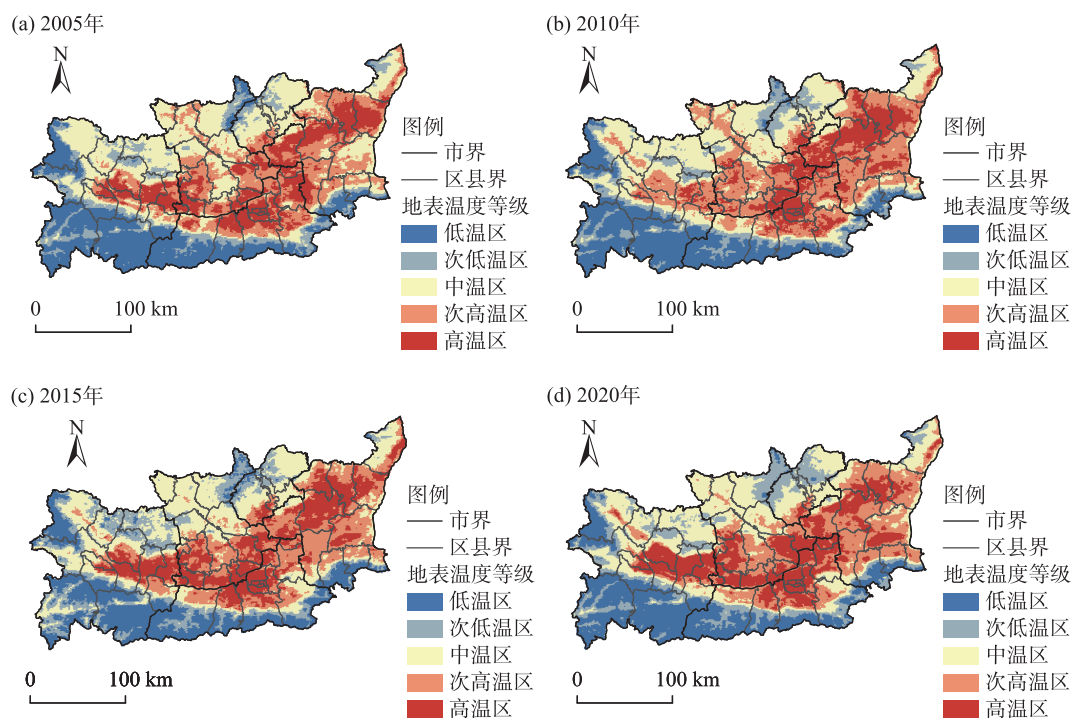 (a) 2005年
N
图例
市界
区县界
地表温度等级
低温区
次低温区
中温区
次高温区
高温区
0 100 km
(b) 2010年
N
图例
市界
区县界
地表温度等级
低温区
次低温区
中温区
次高温区
高温区
0 100 km
(c) 2015年
N
图例
市界
区县界
地表温度等级
低温区
次低温区
中温区
次高温区
高温区
0 100 km
(d) 2020年
N
图例
市界
区县界
地表温度等级
低温区
次低温区
中温区
次高温区
高温区
0 100 km